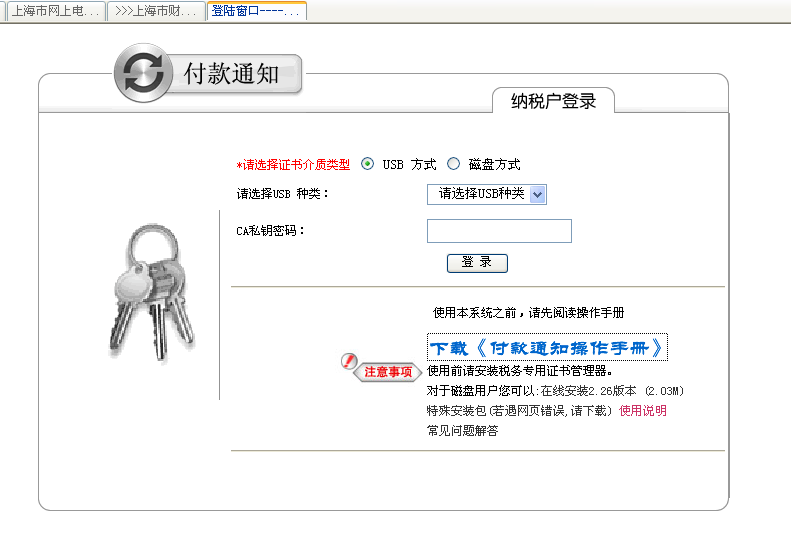 上海市网上电...
>>>上海市财...
登陆窗口----...
付款通知
纳税户登录
*请选择证书介质类型 USB 方式 磁盘方式
请选择USB 种类： 请选择USB种类
CA私钥密码：
登 录
使用本系统之前，请先阅读操作手册
下载《付款通知操作手册》
注意事项
使用前请安装税务专用证书管理器。
对于磁盘用户您可以:在线安装2.26版本 (2.03M)
特殊安装包(若遇网页错误,请下载) 使用说明
常见问题解答